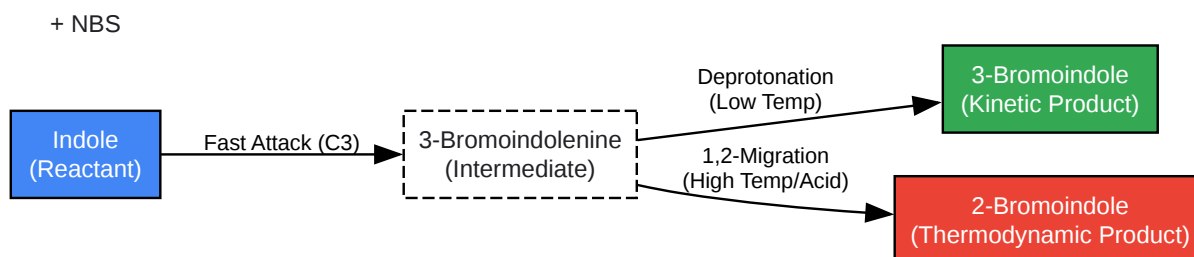 + NBS
Indole
(Reactant)
Fast Attack (C3)
3-Bromoindolenine
(Intermediate)
Deprotonation
(Low Temp)
3-Bromoindole
(Kinetic Product)
1,2-Migration
(High Temp/Acid)
2-Bromoindole
(Thermodynamic Product)